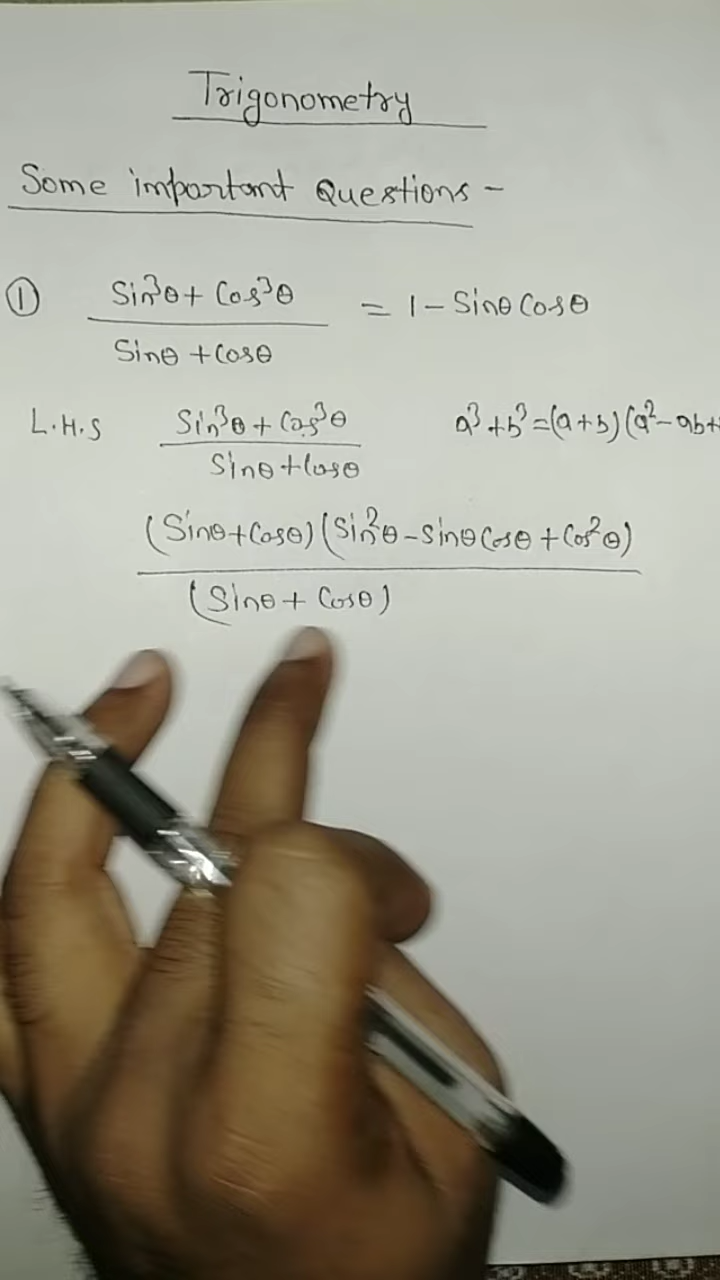 Trigonometry
Some important Questions -
① Sin³θ + Cos³θ / Sinθ + Cosθ = 1 - Sinθ Cosθ
L.H.S Sin³θ + Cos³θ / Sinθ + Cosθ a³ + b³ = (a + b) (a² - ab +
(Sinθ + Cosθ) (Sin²θ - Sinθ Cosθ + Cos²θ) / (Sinθ + Cosθ)